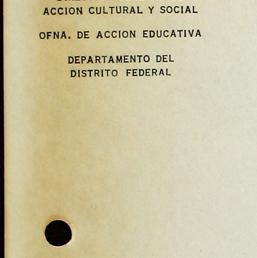 ACCION CULTURAL Y SOCIAL
OFNA. DE ACCION EDUCATIVA
DEPARTAMENTO DEL
DISTRITO FEDERAL